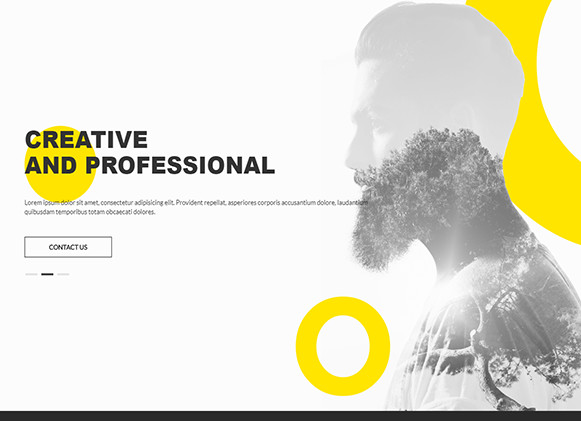 CREATIVE
AND PROFESSIONAL
Lorem ipsum dolor sit amet, consectetur adipisicing elit. Provident repellat, asperiores corporis accusantium dolore, laudantium
quibusdam temporibus totam obcaecati dolores.
CONTACT US